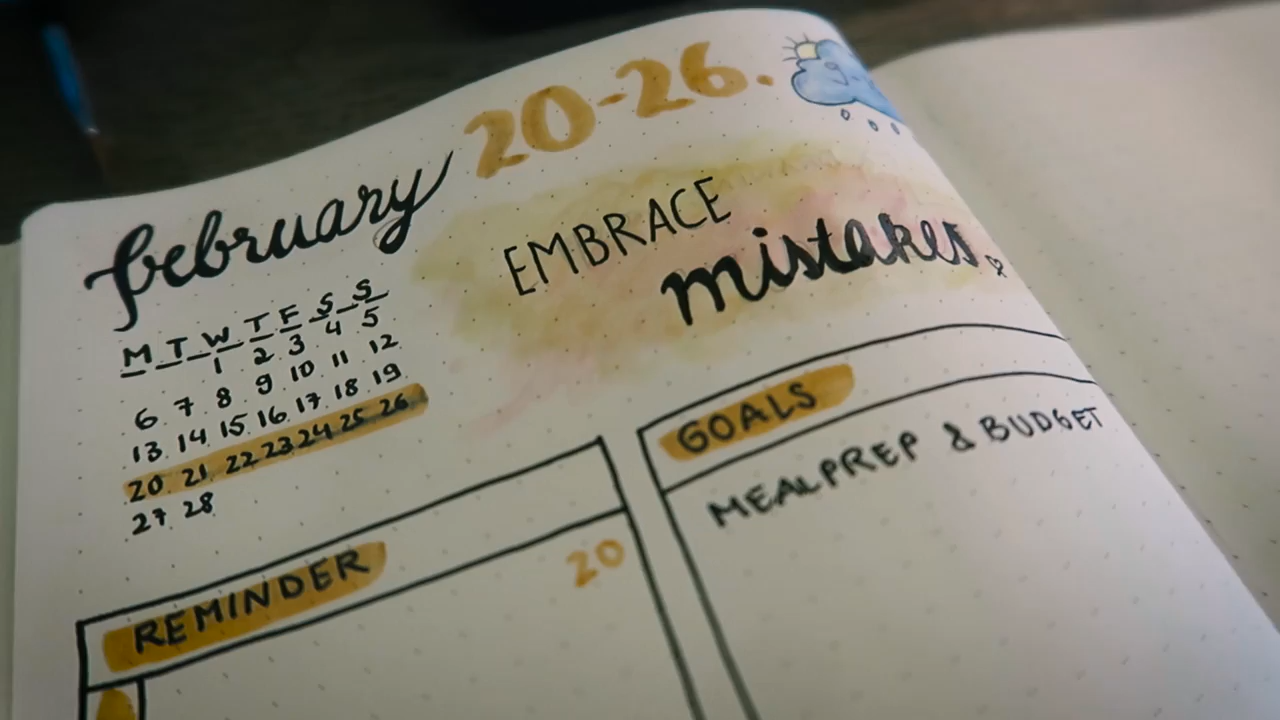 february 20-26.
EMBRACE
mistakes.
M T W T F S S
1 2 3 4 5
6 7 8 9 10 11 12
13 14 15 16 17 18 19
20 21 22 23 24 25 26
27 28
GOALS
MEALPREP & BUDGET
REMINDER
20